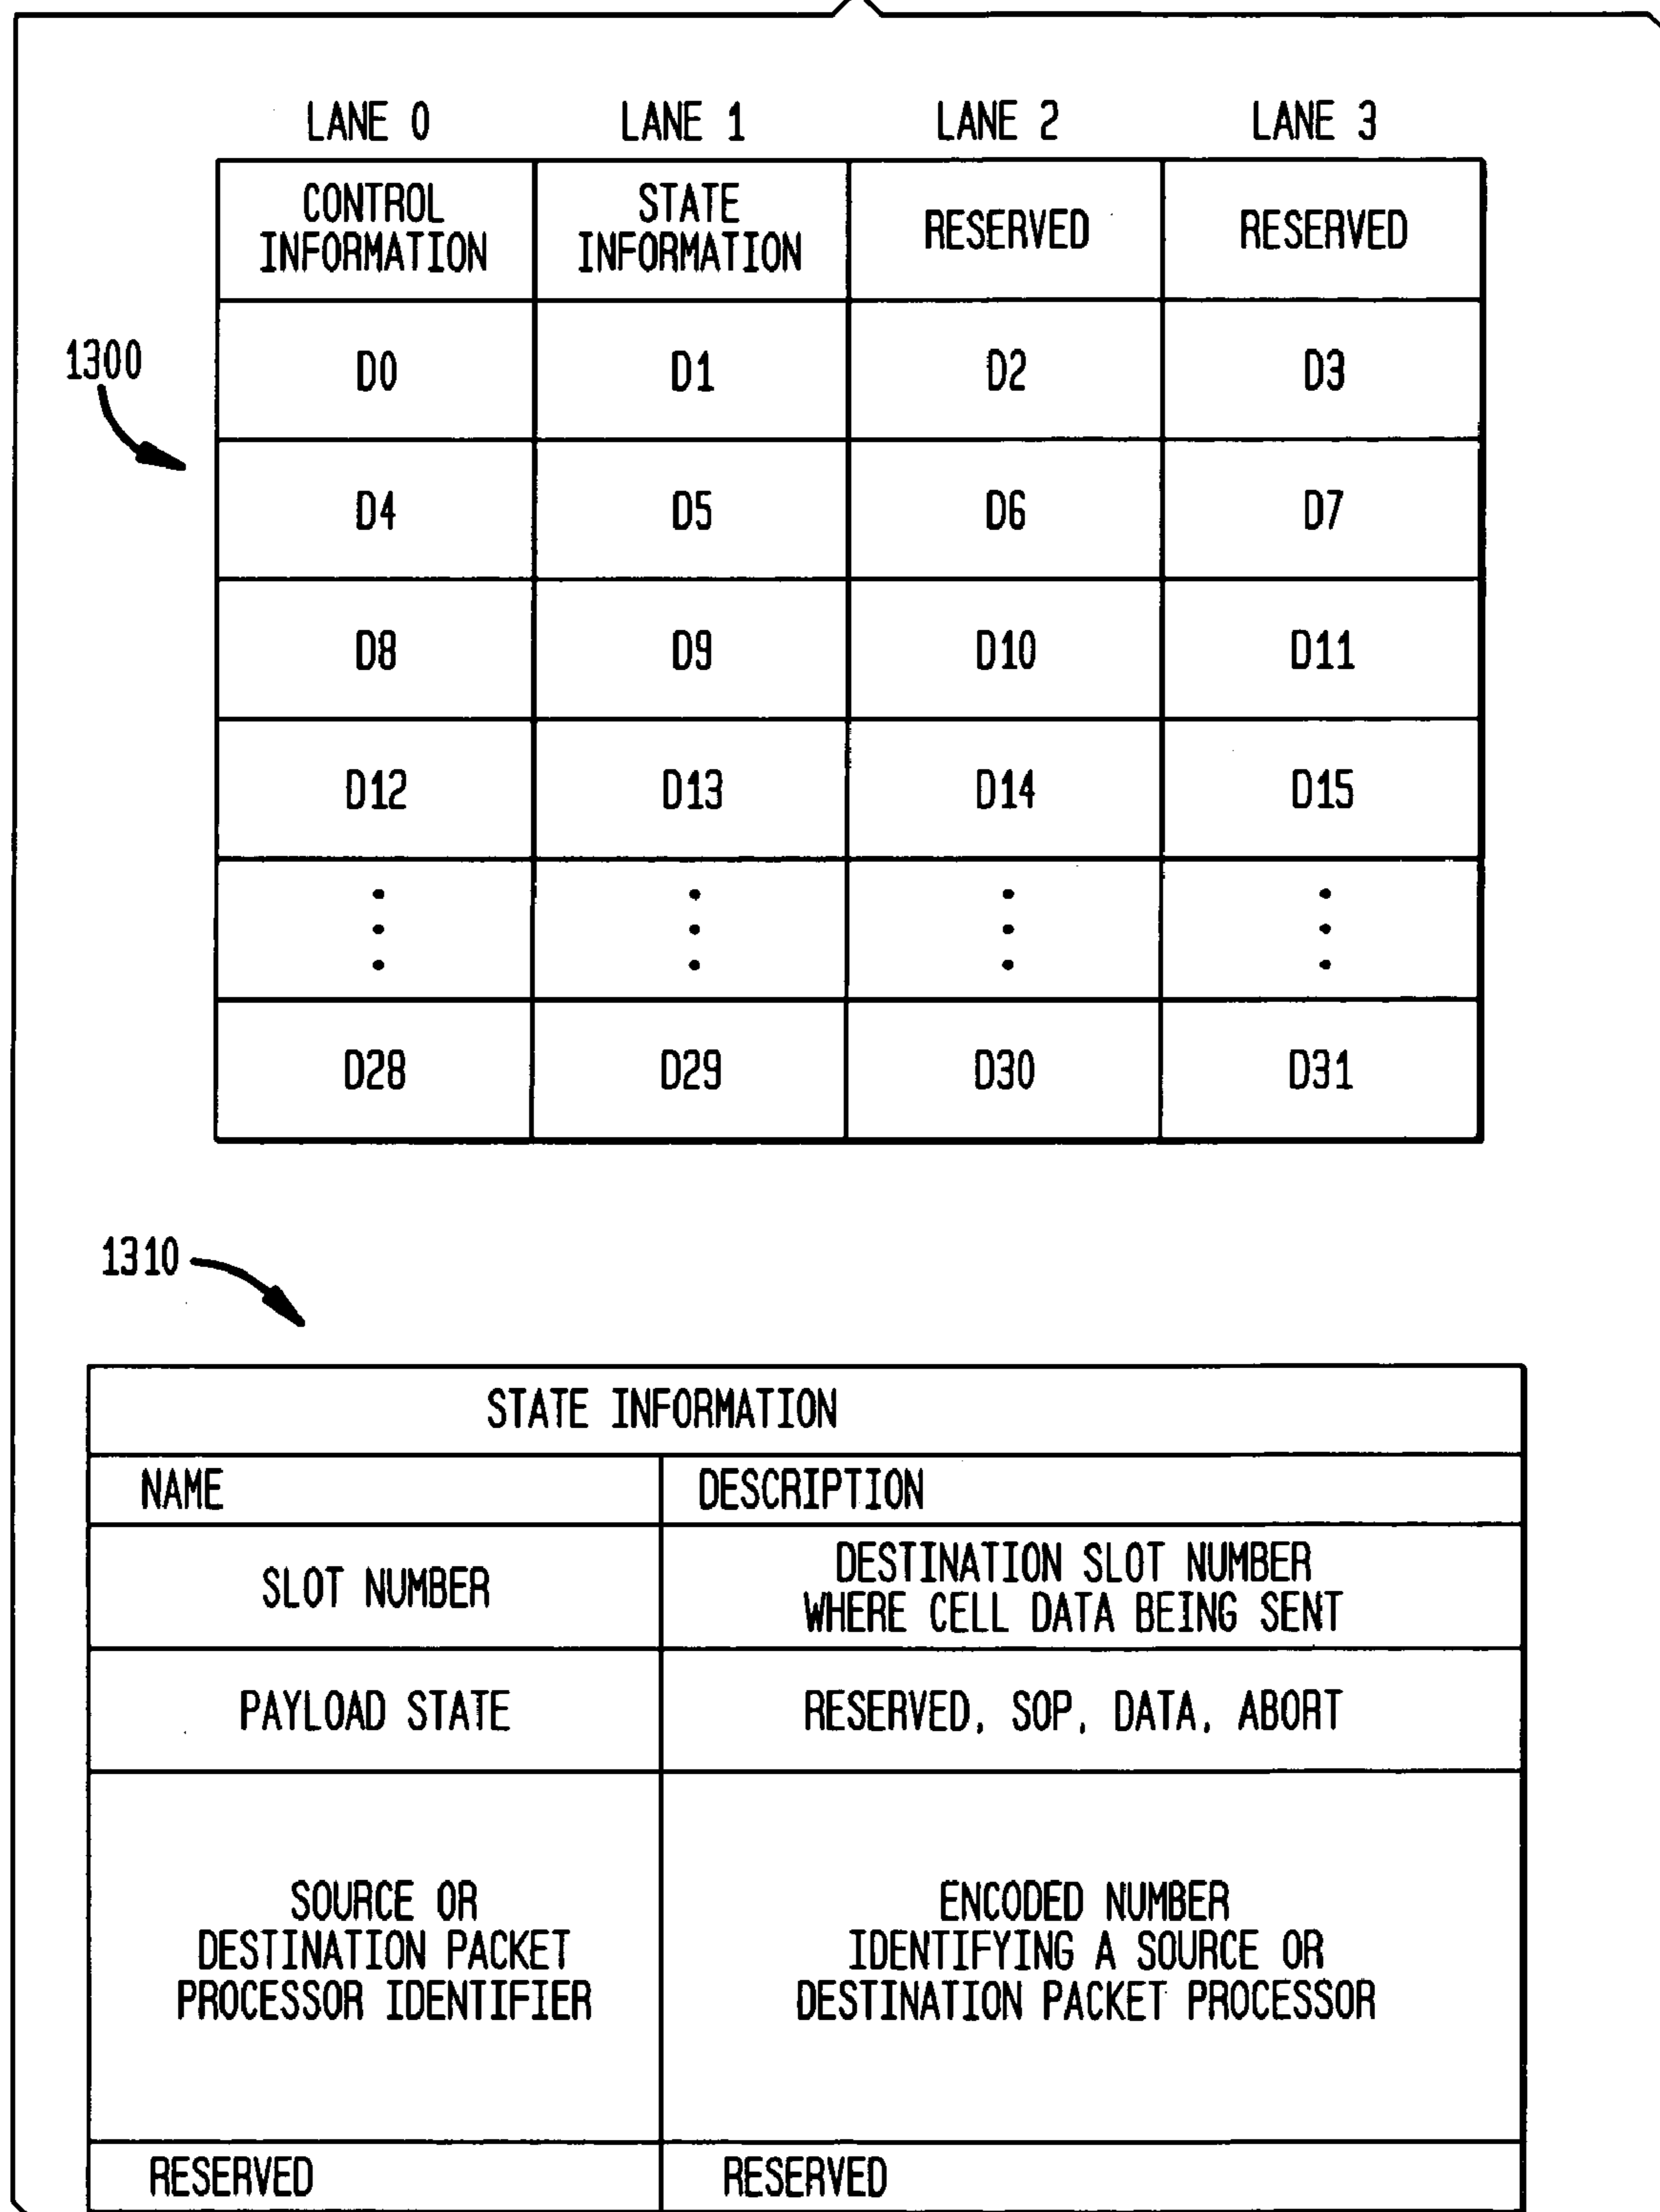 LANE 0 LANE 1 LANE 2 LANE 3
CONTROL INFORMATION STATE INFORMATION RESERVED RESERVED
1300
D0 D1 D2 D3
D4 D5 D6 D7
D8 D9 D10 D11
D12 D13 D14 D15
D28 D29 D30 D31
1310
STATE INFORMATION
NAME DESCRIPTION
SLOT NUMBER
DESTINATION SLOT NUMBER
WHERE CELL DATA BEING SENT
PAYLOAD STATE
RESERVED, SOP, DATA, ABORT
SOURCE OR
DESTINATION PACKET
PROCESSOR IDENTIFIER
ENCODED NUMBER
IDENTIFYING A SOURCE OR
DESTINATION PACKET PROCESSOR
RESERVED RESERVED